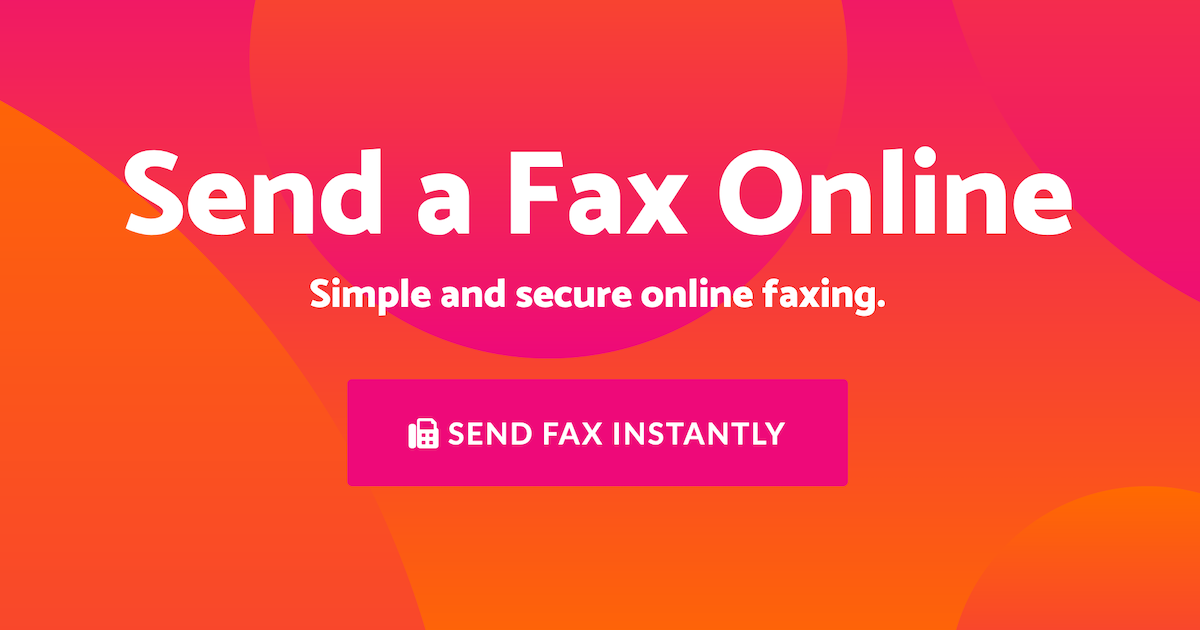 Send a Fax Online
Simple and secure online faxing.
SEND FAX INSTANTLY